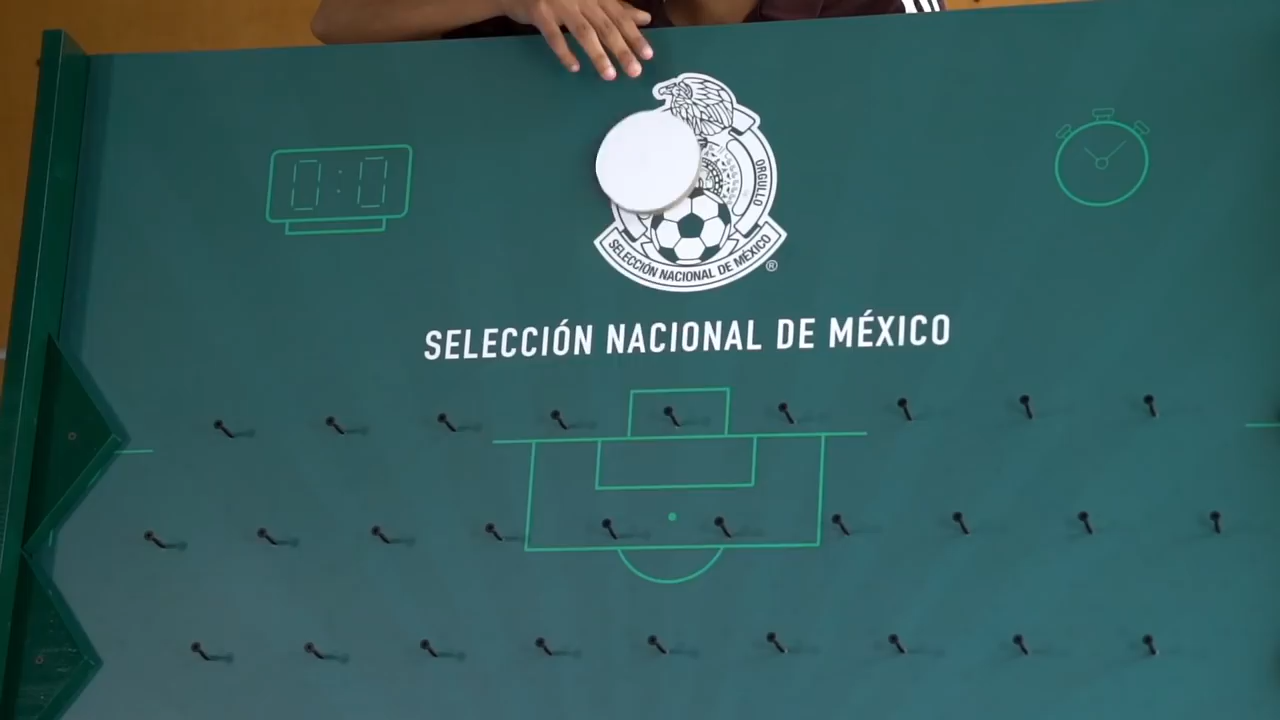 0:0
ORGULLO
SELECCIÓN NACIONAL DE MÉXICO
®
SELECCIÓN NACIONAL DE MÉXICO